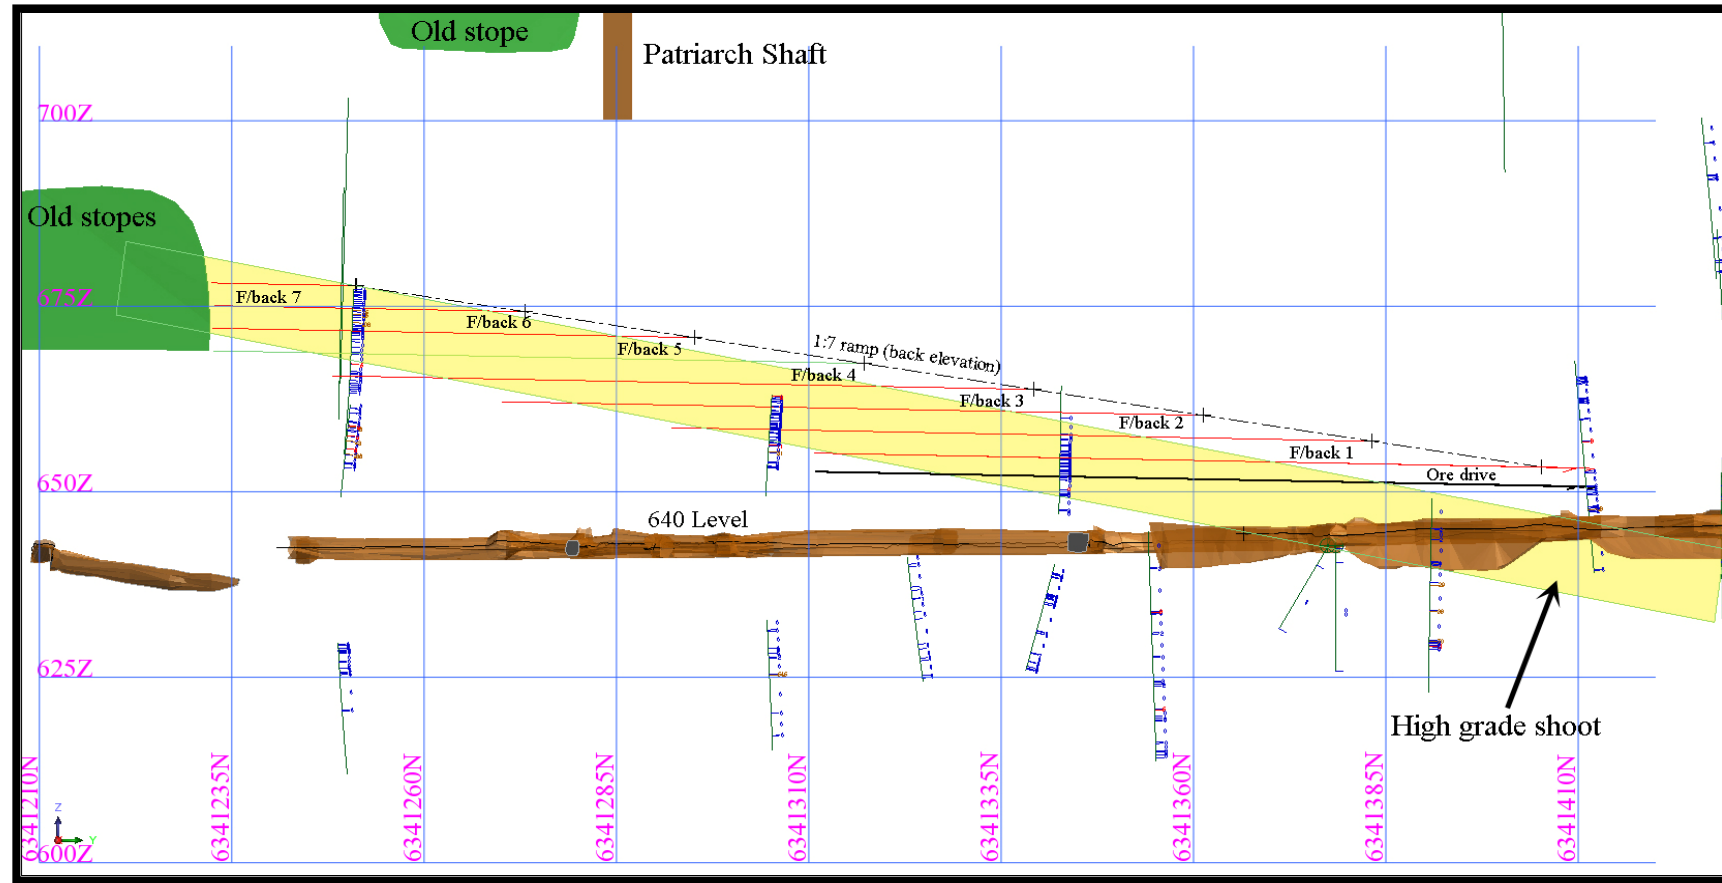 Old stope
Patriarch Shaft
700Z
Old stopes
675Z
F/back 7
F/back 6
F/back 5
1:7 ramp (back elevation)
F/back 4
F/back 3
F/back 2
F/back 1
Ore drive
650Z
640 Level
625Z
High grade shoot
6341210N
6341235N
6341260N
6341285N
6341310N
6341335N
6341360N
6341385N
6341410N
Z
Y
600Z